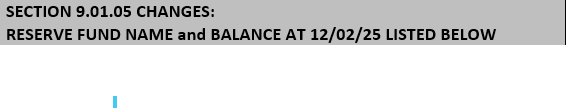 SECTION 9.01.05 CHANGES:
RESERVE FUND NAME and BALANCE AT 12/02/25 LISTED BELOW